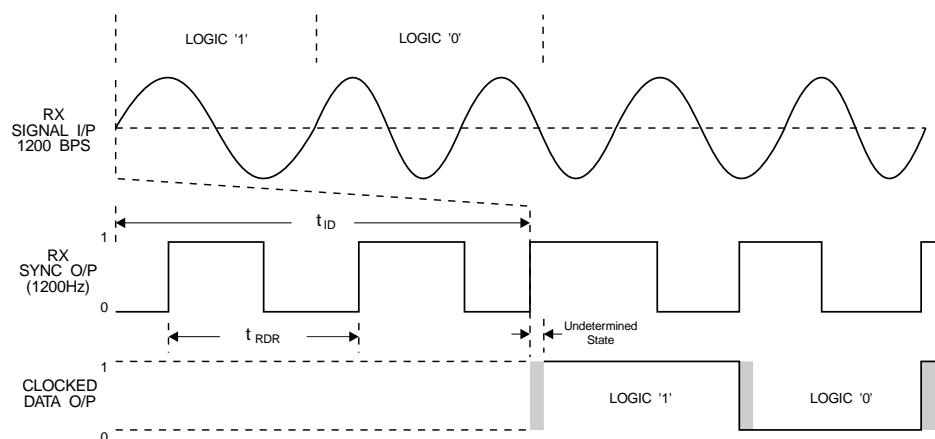 LOGIC '1'
LOGIC '0'
RX
SIGNAL I/P
1200 BPS
t ID
1
RX
SYNC O/P
(1200Hz)
0
t RDR
Undetermined
State
1
CLOCKED
DATA O/P
LOGIC '1'
LOGIC '0'
0